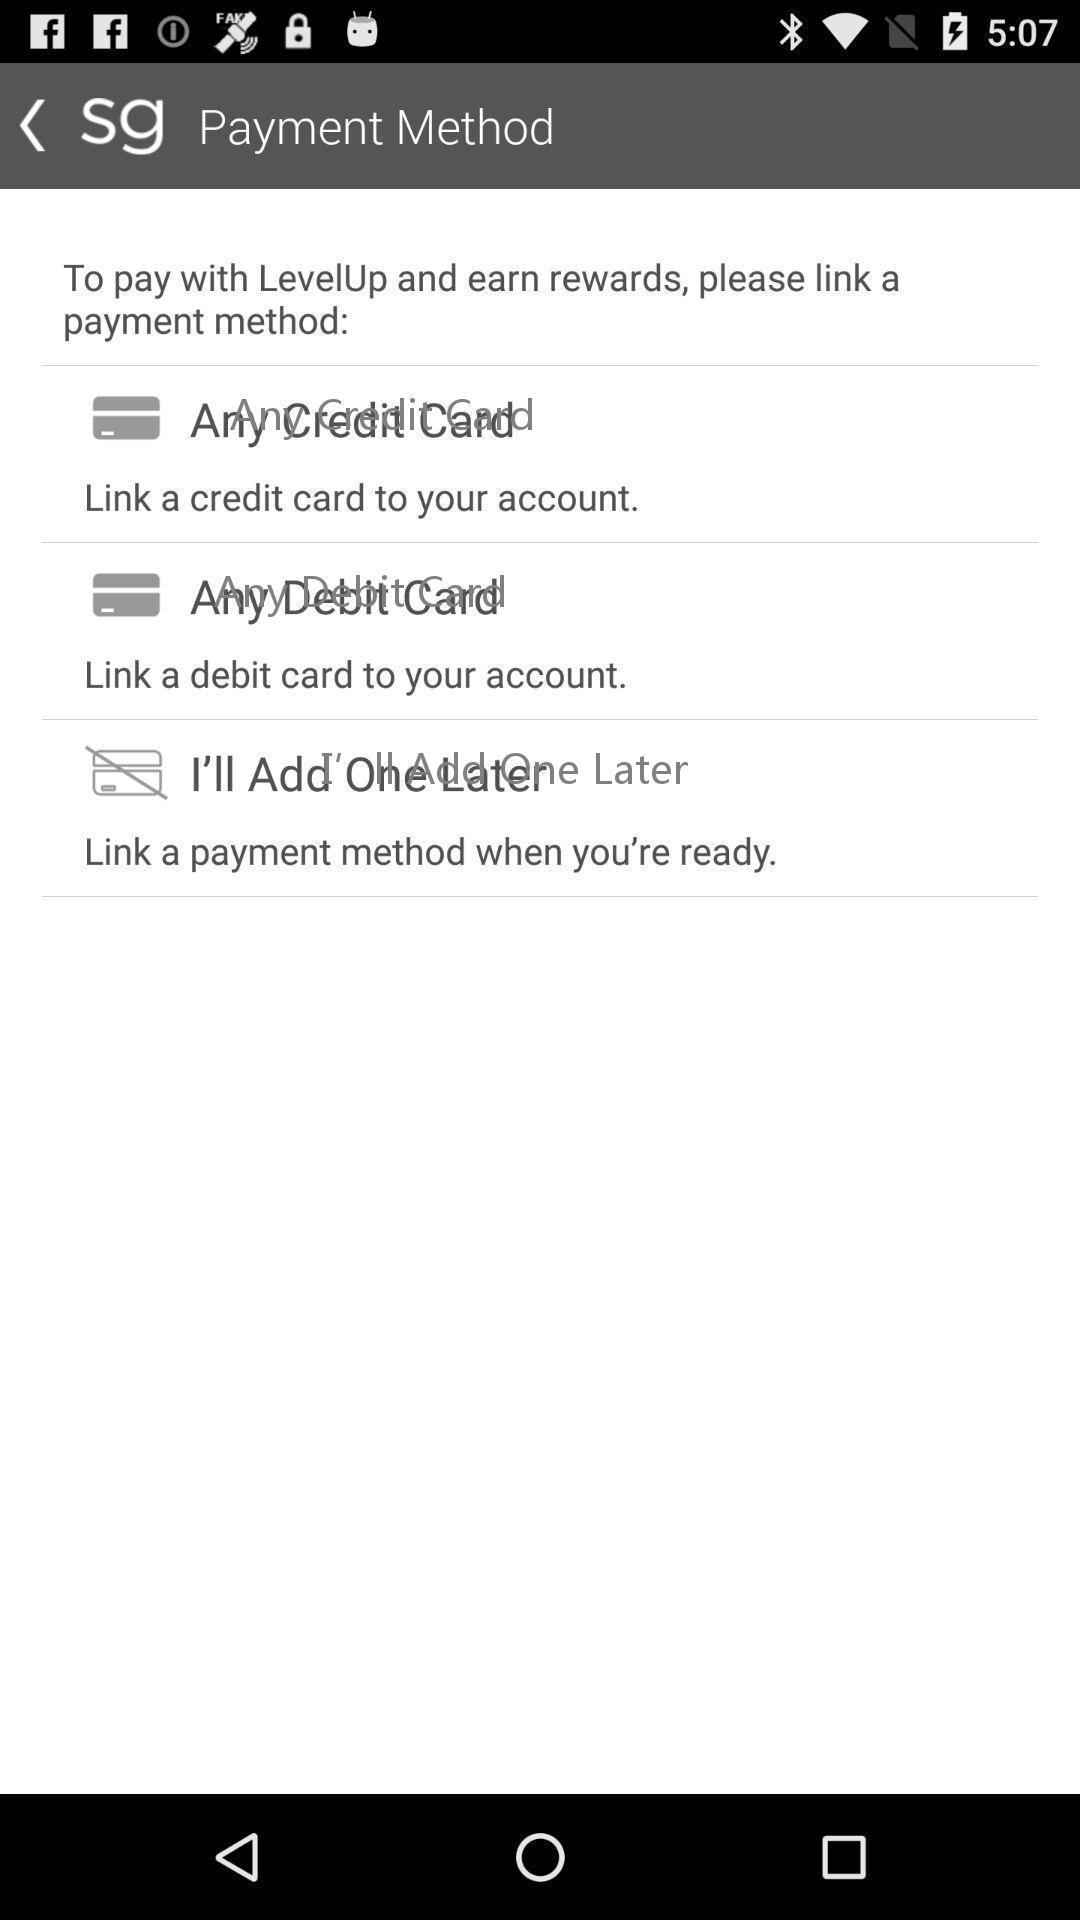 FAKE
5:07
sg Payment Method
To pay with LevelUp and earn rewards, please link a
payment method:
Any Credit Card
Any Credit Card
Link a credit card to your account.
Any Debit Card
Any Debit Card
Link a debit card to your account.
I’ll Add One Later
I’ll Add One Later
Link a payment method when you’re ready.